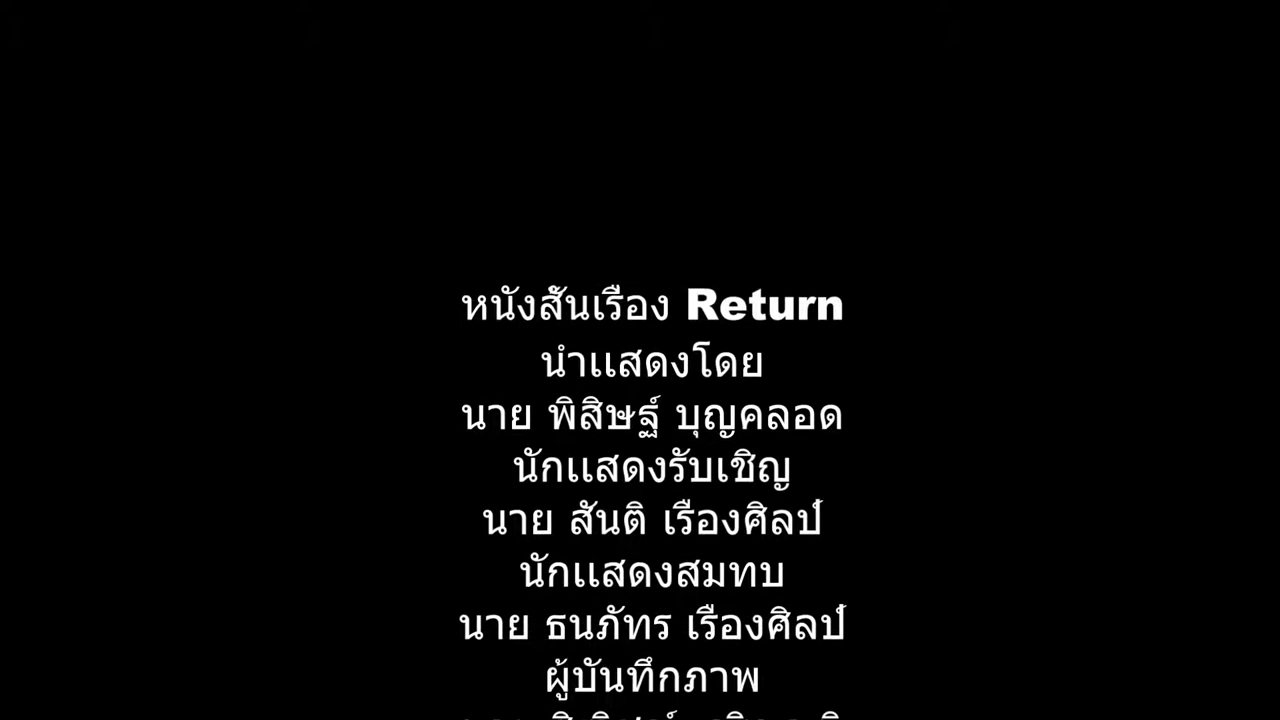 หนังสั้นเรื่อง Return
นำแสดงโดย
นาย พิสิษฐ์ บุญคลอด
นักแสดงรับเชิญ
นาย สันติ เรืองศิลป์
นักแสดงสมทบ
นาย ธนภัทร เรืองศิลป์
ผู้บันทึกภาพ